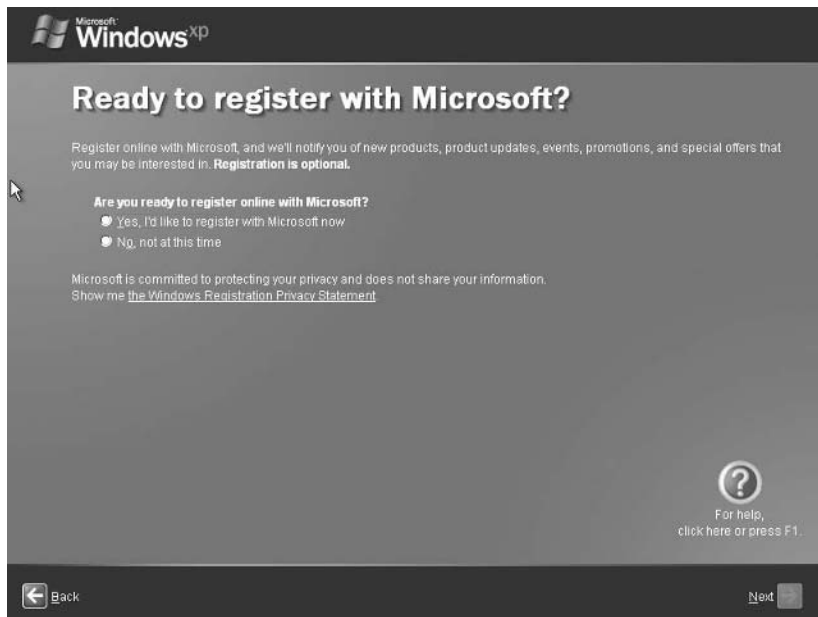 Microsoft
Windows xp
Ready to register with Microsoft?
Register online with Microsoft, and we'll notify you of new products, product updates, events, promotions, and special offers that
you may be interested in. Registration is optional.
Are you ready to register online with Microsoft?
Yes, I'd like to register with Microsoft now
No, not at this time
Microsoft is committed to protecting your privacy and does not share your information.
Show me the Windows Registration Privacy Statement
For help,
click here or press F1.
Back
Next